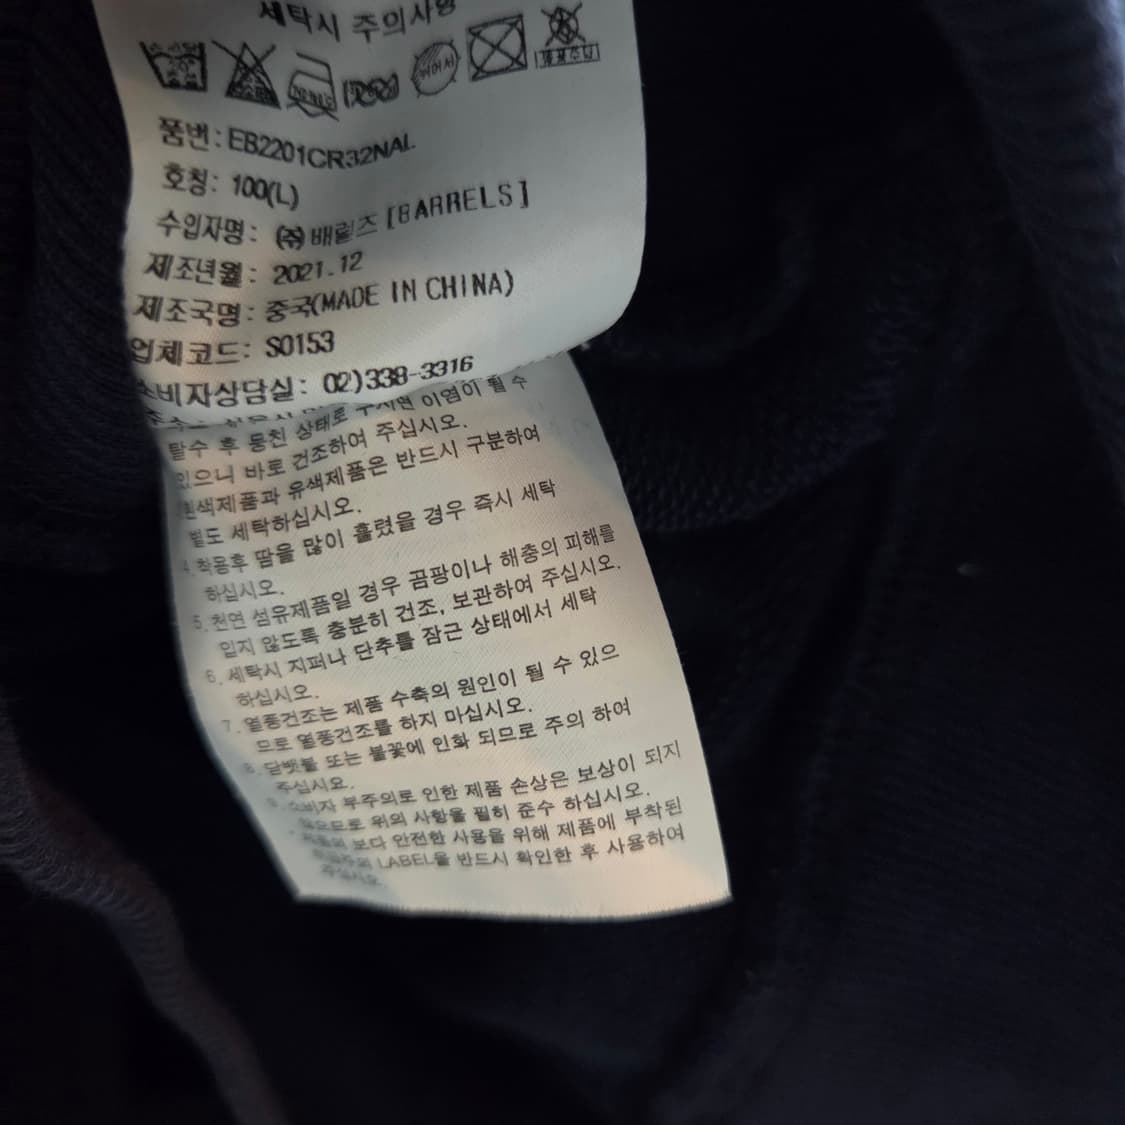 세탁시 주의사항
뉘어서
품번: EB2201CR32NAL
호칭: 100(L)
수입자명: ㈜배럴즈 [BARRELS]
제조년월: 2021.12
제조국명: 중국(MADE IN CHINA)
업체코드: S0153
소비자상담실: 02)338-3316
상태로 두시면 이염이 될 수
탈수 후 뭉친 상태로
있으니 바로 건조하여 주십시오.
흰색제품과 유색제품은 반드시 구분하여
별도 세탁하십시오.
4.착용후 땀을 많이 흘렸을 경우 즉시 세탁
하십시오.
5.천연 섬유제품일 경우 곰팡이나 해충의 피해를
입지 않도록 충분히 건조, 보관하여 주십시오.
6.세탁시 지퍼나 단추를 잠근 상태에서 세탁
하십시오.
7.열풍건조는 제품 수축의 원인이 될 수 있으
므로 열풍건조를 하지 마십시오.
8.담뱃불 또는 불꽃에 인화 되므로 주의 하여
주십시요.
9.소비자 부주의로 인한 제품 손상은 보상이 되지
않으므로 위의 사항을 필히 준수 하십시오.
보다 안전한 사용을 위해 제품에 부착된
LABEL을 반드시 확인한 후 사용하여
주십시오.